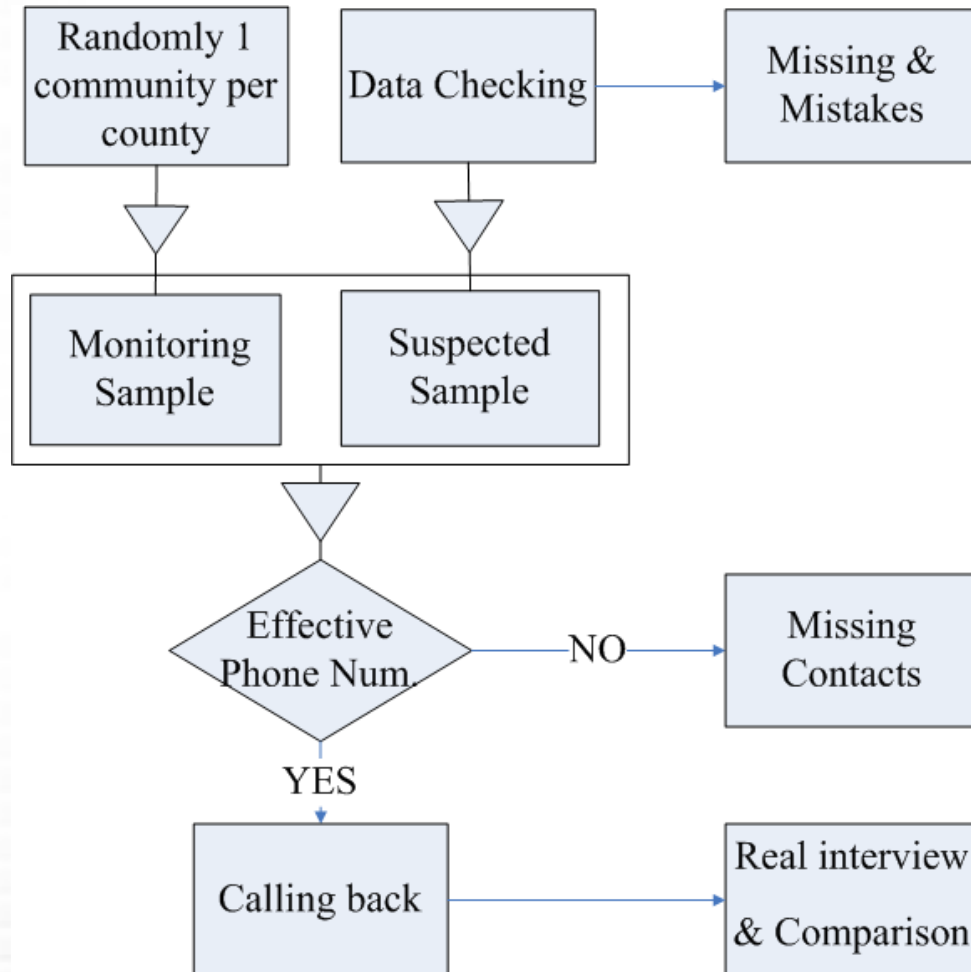 Randomly 1
community per
county
Data Checking
Missing &
Mistakes
Monitoring
Sample
Suspected
Sample
Effective
Phone Num.
NO
Missing
Contacts
YES
Calling back
Real interview
& Comparison